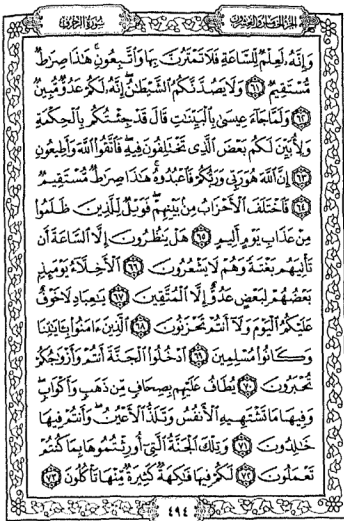 الجزء الخامس والعشرون
سورة الزخرف
وَإِنَّهُۥ لَعِلْمٌ لِّلسَّاعَةِ فَلَا تَمْتَرُنَّ بِهَا وَٱتَّبِعُونِ ۚ هَٰذَا صِرَٰطٌ
مُّسْتَقِيمٌ ٦١ وَلَا يَصُدَّنَّكُمُ ٱلشَّيْطَٰنُ ۖ إِنَّهُۥ لَكُمْ عَدُوٌّ مُّبِينٌ
٦٢ وَلَمَّا جَآءَ عِيسَىٰ بِٱلْبَيِّنَٰتِ قَالَ قَدْ جِئْتُكُم بِٱلْحِكْمَةِ
وَلِأُبَيِّنَ لَكُم بَعْضَ ٱلَّذِى تَخْتَلِفُونَ فِيهِ ۖ فَٱتَّقُوا۟ ٱللَّهَ وَأَطِيعُونِ
٦٣ إِنَّ ٱللَّهَ هُوَ رَبِّى وَرَبُّكُمْ فَٱعْبُدُوهُ ۚ هَٰذَا صِرَٰطٌ مُّسْتَقِيمٌ
٦٤ فَٱخْتَلَفَ ٱلْأَحْزَابُ مِنۢ بَيْنِهِمْ ۖ فَوَيْلٌ لِّلَّذِينَ ظَلَمُوا۟
مِنْ عَذَابِ يَوْمٍ أَلِيمٍ ٦٥ هَلْ يَنظُرُونَ إِلَّا ٱلسَّاعَةَ أَن
تَأْتِيَهُم بَغْتَةً وَهُمْ لَا يَشْعُرُونَ ٦٦ ٱلْأَخِلَّآءُ يَوْمَئِذٍۭ
بَعْضُهُمْ لِبَعْضٍ عَدُوٌّ إِلَّا ٱلْمُتَّقِينَ ٦٧ يَٰعِبَادِ لَا خَوْفٌ
عَلَيْكُمُ ٱلْيَوْمَ وَلَآ أَنتُمْ تَحْزَنُونَ ٦٨ ٱلَّذِينَ ءَامَنُوا۟ بِـَٔايَٰتِنَا
وَكَانُوا۟ مُسْلِمِينَ ٦٩ ٱدْخُلُوا۟ ٱلْجَنَّةَ أَنتُمْ وَأَزْوَٰجُكُمْ
تُحْبَرُونَ ٧٠ يُطَافُ عَلَيْهِم بِصِحَافٍ مِّن ذَهَبٍ وَأَكْوَابٍ ۖ
وَفِيهَا مَا تَشْتَهِيهِ ٱلْأَنفُسُ وَتَلَذُّ ٱلْأَعْيُنُ ۖ وَأَنتُمْ فِيهَا
خَٰلِدُونَ ٧١ وَتِلْكَ ٱلْجَنَّةُ ٱلَّتِىٓ أُورِثْتُمُوهَا بِمَا كُنتُمْ
تَعْمَلُونَ ٧٢ لَكُمْ فِيهَا فَٰكِهَةٌ كَثِيرَةٌ مِّنْهَا تَأْكُلُونَ ٧٣
٤٩٤